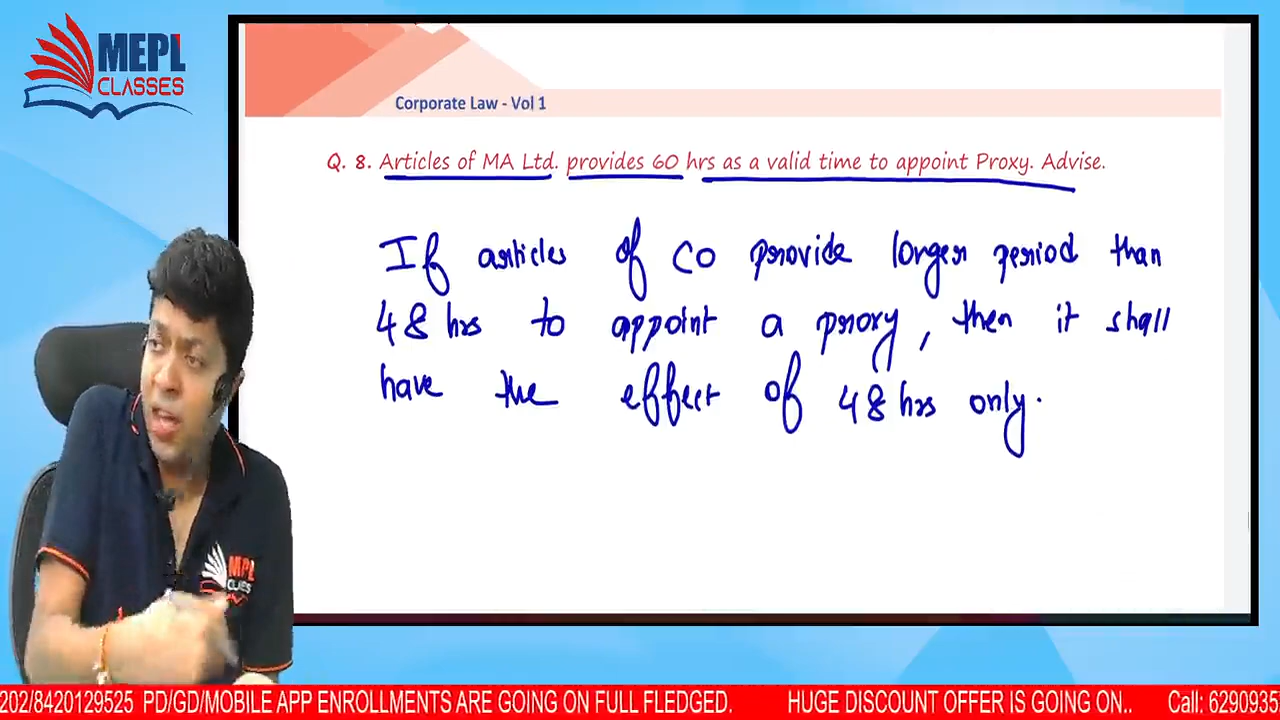 MEPL
CLASSES
Corporate Law - Vol 1
Q. 8. Articles of MA Ltd. provides 60 hrs as a valid time to appoint Proxy. Advise.
If articles of CO provide longer period than
48 hrs to appoint a proxy, then it shall
have the effect of 48 hrs only.
MEPL
CLASSES
202/8420129525 PD/GD/MOBILE APP ENROLLMENTS ARE GOING ON FULL FLEDGED. HUGE DISCOUNT OFFER IS GOING ON.. Call: 6290935